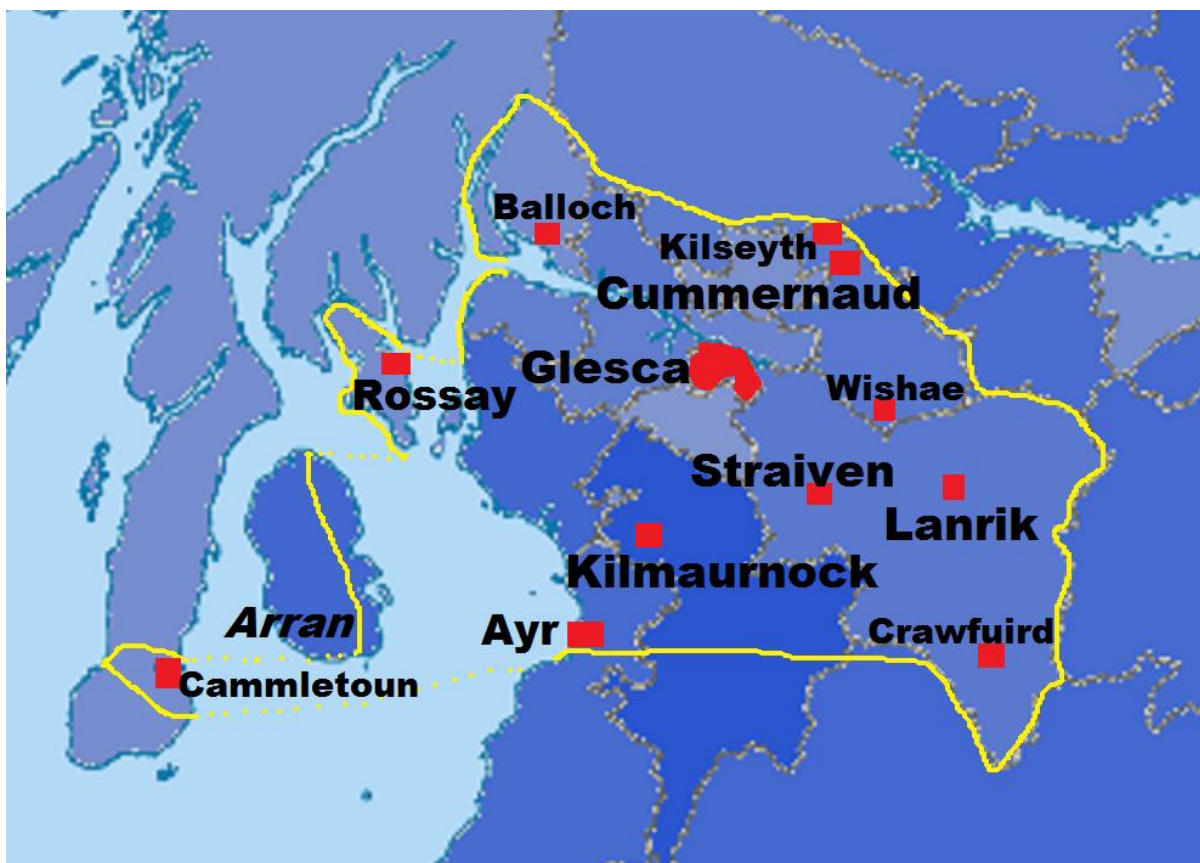 Balloch
Kilseyth
Cummernaud
Glesca
Rossay
Wishae
Straiven
Lanrik
Kilmaurnock
Arran
Ayr
Crawfuird
Cammletoun